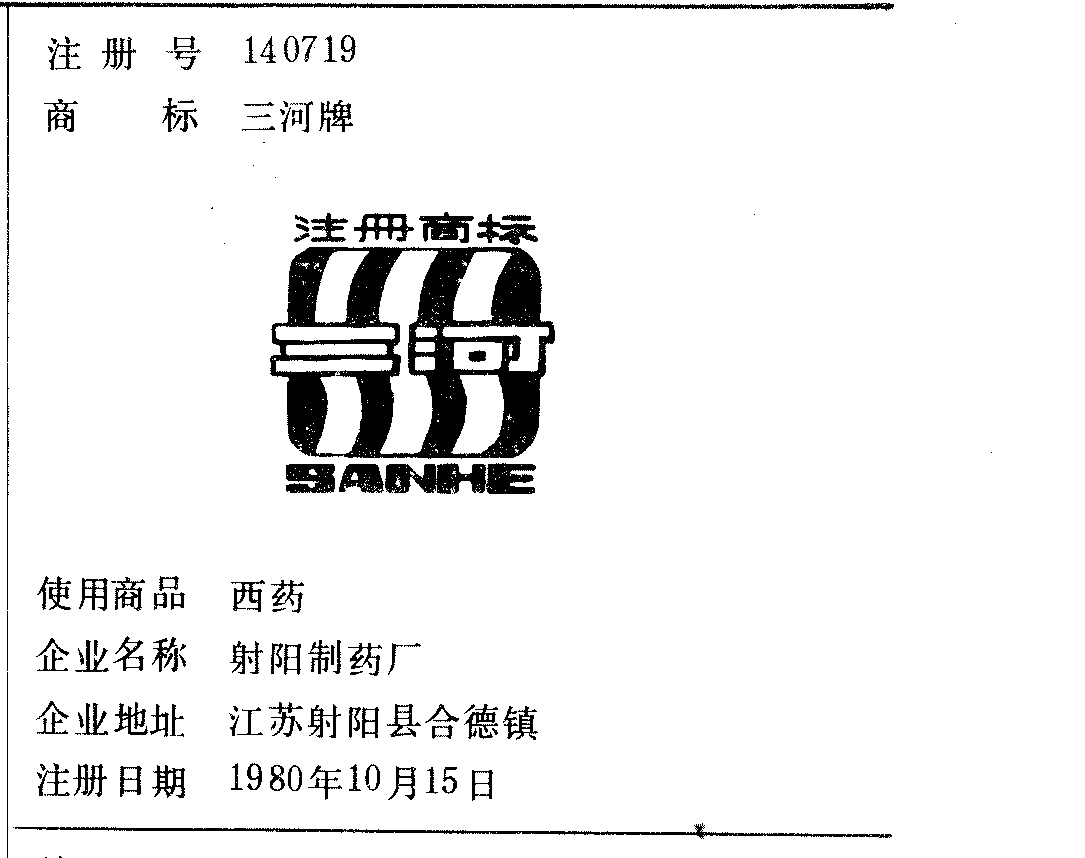 注册号 140719
商标 三河牌
注册商标
三河
SANHE
使用商品 西药
企业名称 射阳制药厂
企业地址 江苏射阳县合德镇
注册日期 1980年10月15日